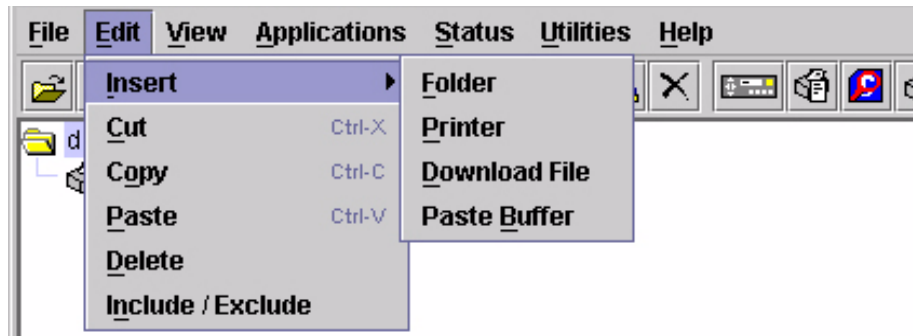 File Edit View Applications Status Utilities Help
Insert
Cut Ctrl-X
Copy Ctrl-C
Paste Ctrl-V
Delete
Include / Exclude
Folder
Printer
Download File
Paste Buffer
d